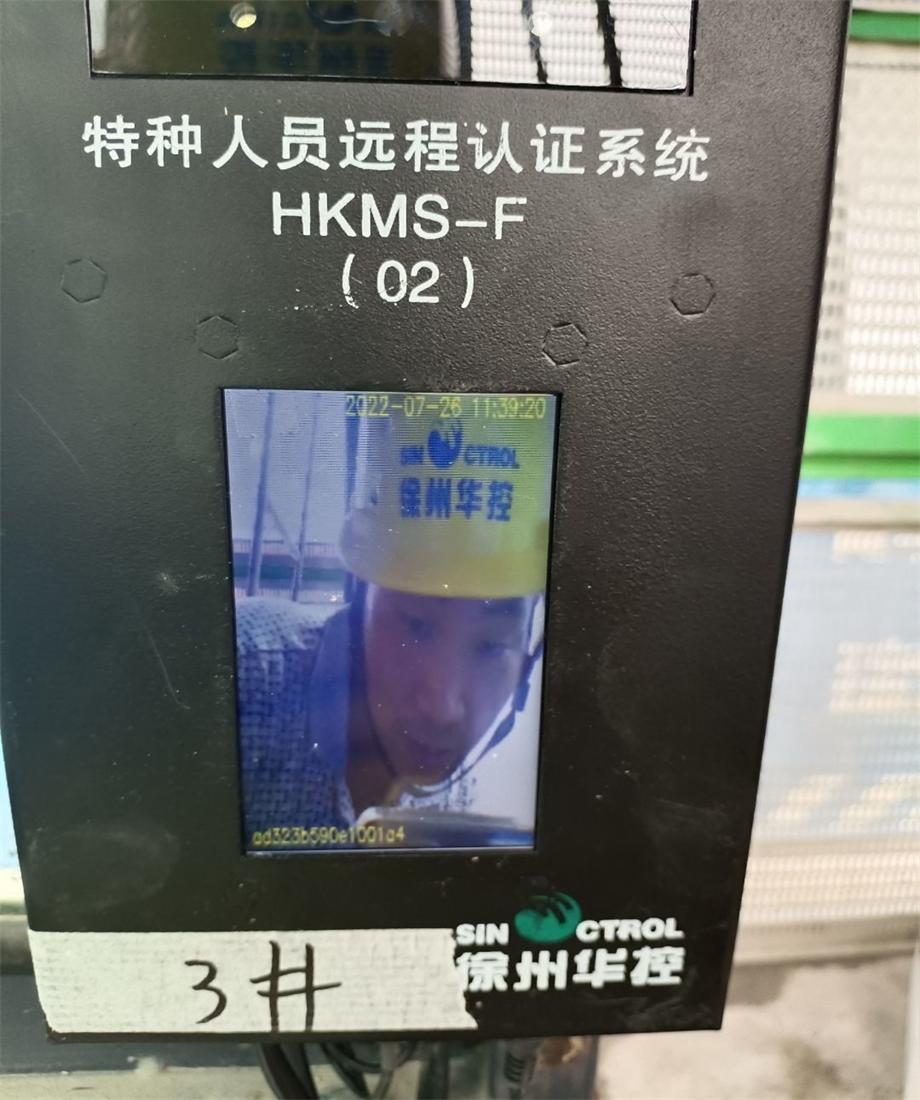 特种人员远程认证系统
HKMS-F
(02)
2022-07-26 11:39:20
SIN CTROL
徐州华控
ad323b590e1001a4
SIN CTROL
徐州华控
3#